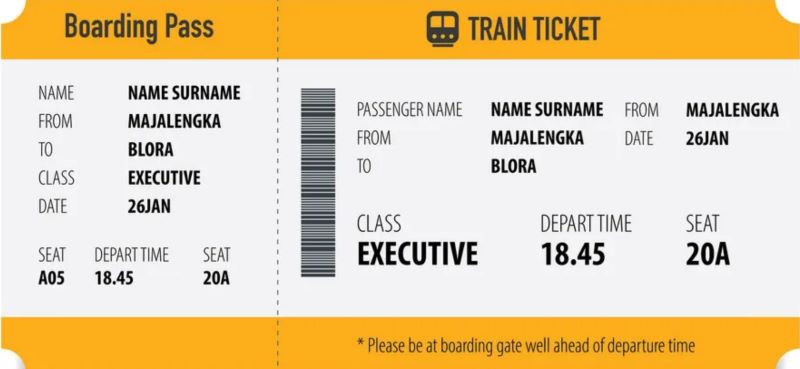 Boarding Pass
NAME NAME SURNAME
FROM MAJALENGKA
TO BLORA
CLASS EXECUTIVE
DATE 26JAN
SEAT DEPART TIME SEAT
A05 18.45 20A
TRAIN TICKET
PASSENGER NAME NAME SURNAME FROM MAJALENGKA
FROM MAJALENGKA DATE 26JAN
TO BLORA
CLASS DEPART TIME SEAT
EXECUTIVE 18.45 20A
* Please be at boarding gate well ahead of departure time